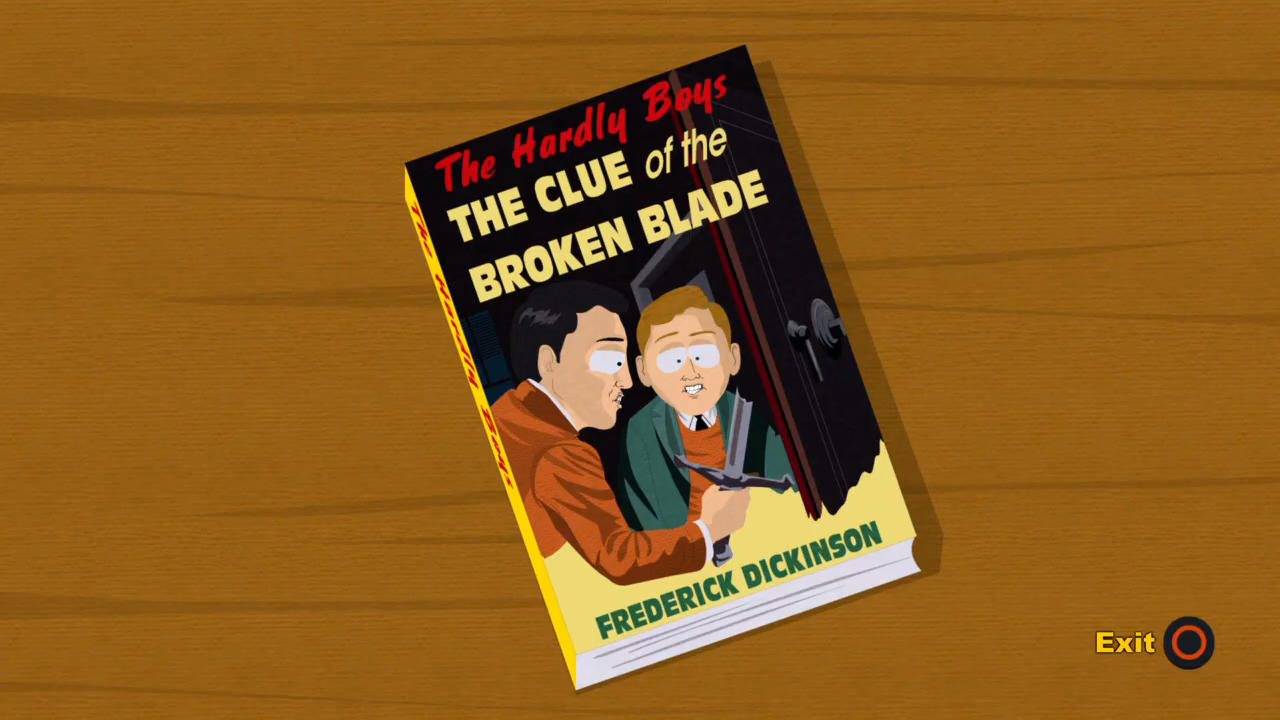 The Hardly Boys
THE CLUE of the
BROKEN BLADE
The Hardly Boys
FREDERICK DICKINSON
Exit